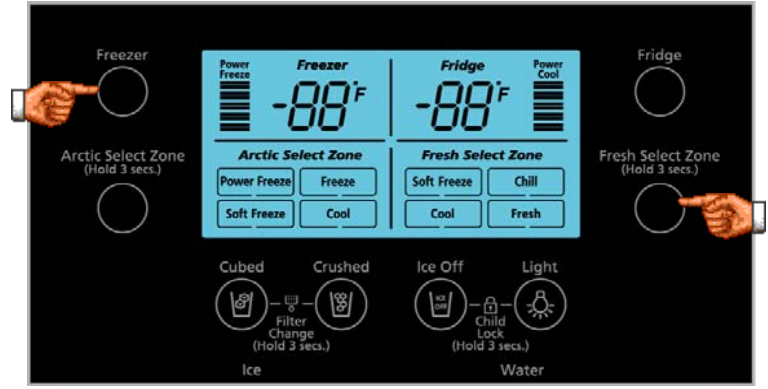 Freezer
Fridge
Power
Freeze
Freezer
-88°F
Fridge
-88°F
Power
Cool
Arctic Select Zone
(Hold 3 secs.)
Arctic Select Zone
Power Freeze
Freeze
Soft Freeze
Cool
Fresh Select Zone
Soft Freeze
Chill
Cool
Fresh
Fresh Select Zone
(Hold 3 secs.)
Cubed
Crushed
Ice Off
Light
ICE
OFF
Filter
Change
(Hold 3 secs.)
Child
Lock
(Hold 3 secs.)
Ice
Water